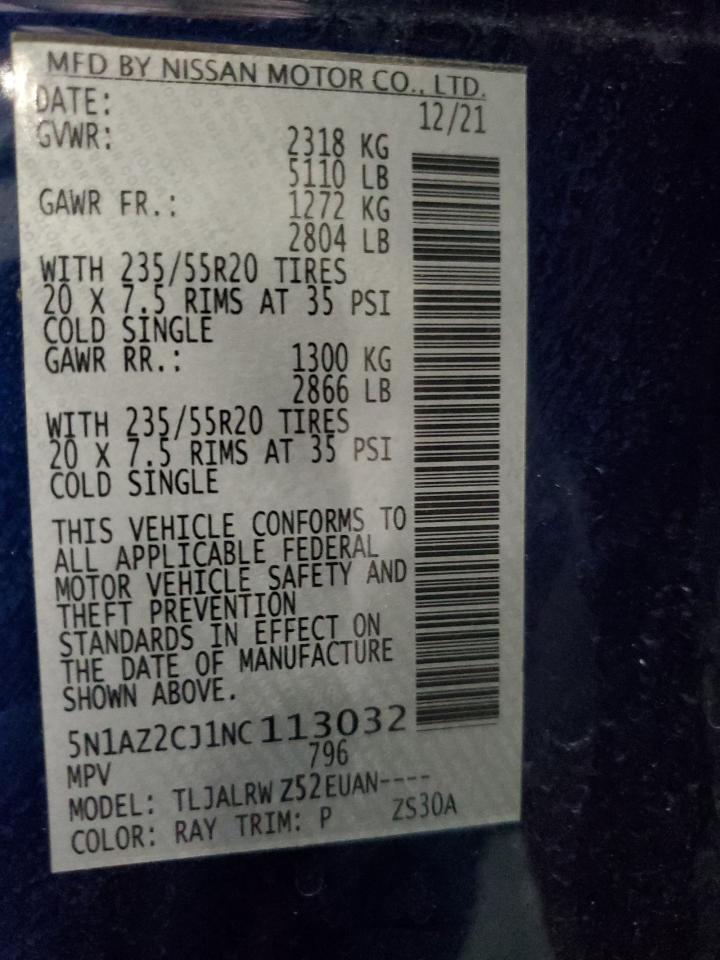 MFD BY NISSAN MOTOR CO., LTD.
DATE: 12/21
GVWR: 2318 KG
5110 LB
GAWR FR.: 1272 KG
2804 LB
WITH 235/55R20 TIRES
20 X 7.5 RIMS AT 35 PSI
COLD SINGLE
GAWR RR.: 1300 KG
2866 LB
WITH 235/55R20 TIRES
20 X 7.5 RIMS AT 35 PSI
COLD SINGLE
THIS VEHICLE CONFORMS TO
ALL APPLICABLE FEDERAL
MOTOR VEHICLE SAFETY AND
THEFT PREVENTION
STANDARDS IN EFFECT ON
THE DATE OF MANUFACTURE
SHOWN ABOVE.
5N1AZ2CJ1NC113032
MPV 796
MODEL: TLJALRW Z52EUAN----
COLOR: RAY TRIM: P ZS30A